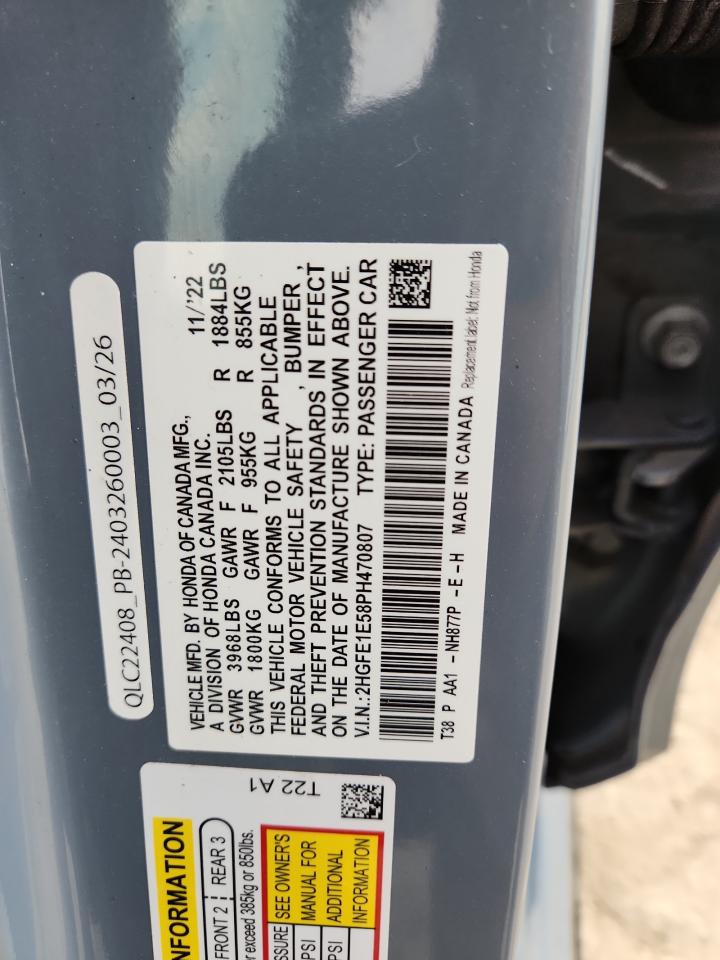 QLC22408_PB-2403260003_03/26
VEHICLE MFD. BY HONDA OF CANADA MFG., 11/'22
A DIVISION OF HONDA CANADA INC.
GVWR 3968LBS GAWR F 2105LBS R 1884LBS
GVWR 1800KG GAWR F 955KG R 855KG
THIS VEHICLE CONFORMS TO ALL APPLICABLE
FEDERAL MOTOR VEHICLE SAFETY , BUMPER ,
AND THEFT PREVENTION STANDARDS IN EFFECT
ON THE DATE OF MANUFACTURE SHOWN ABOVE.
V.I.N.:2HGFE1E58PH470807 TYPE: PASSENGER CAR
T38 P AA1 -NH877P -E-H MADE IN CANADA Replacement label: Not from Honda
T22 A1
FRONT 2 REAR 3
or 850lbs.
exceed 385kg
SEE OWNER'S
MANUAL FOR
ADDITIONAL
INFORMATION
PSI
PSI